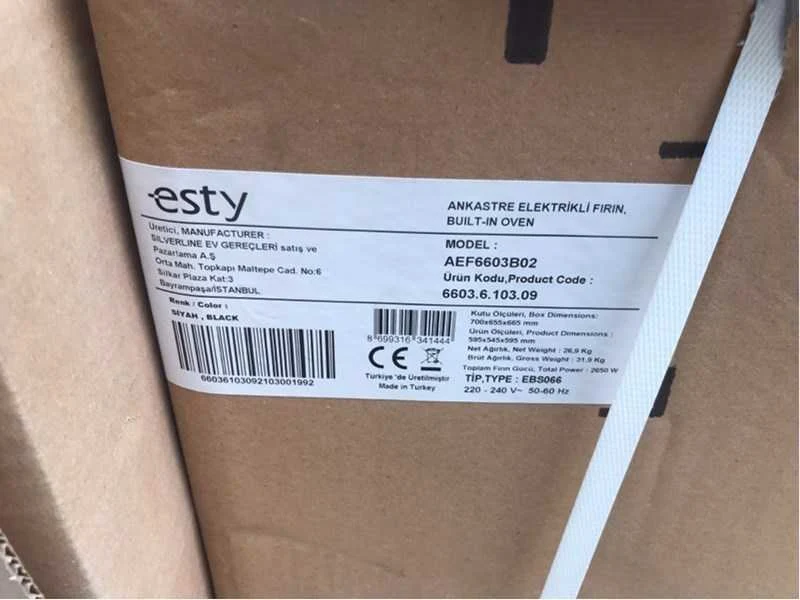 esty
Üretici, MANUFACTURER :
SILVERLINE EV GEREÇLERİ satış ve
Pazarlama A.Ş
Orta Mah. Topkapı Maltepe Cad. No:6
Silkar Plaza Kat:3
Bayrampaşa/İSTANBUL
Renk / Color :
SİYAH , BLACK
66036103092103001992
8 699316 341444
CE
Türkiye 'de Üretilmiştir
Made in Turkey
ANKASTRE ELEKTRİKLİ FIRIN,
BUILT-IN OVEN
MODEL :
AEF6603B02
Ürün Kodu,Product Code :
6603.6.103.09
Kutu Ölçüleri, Box Dimensions:
700x655x665 mm
Ürün Ölçüleri, Product Dimensions :
595x545x595 mm
Net Ağırlık, Net Weight : 26,9 Kg
Brüt Ağırlık, Gross Weight : 31,9 Kg
Toplam Fırın Gücü, Total Power : 2650 W
TİP,TYPE : EBS066
220 - 240 V~ 50-60 Hz